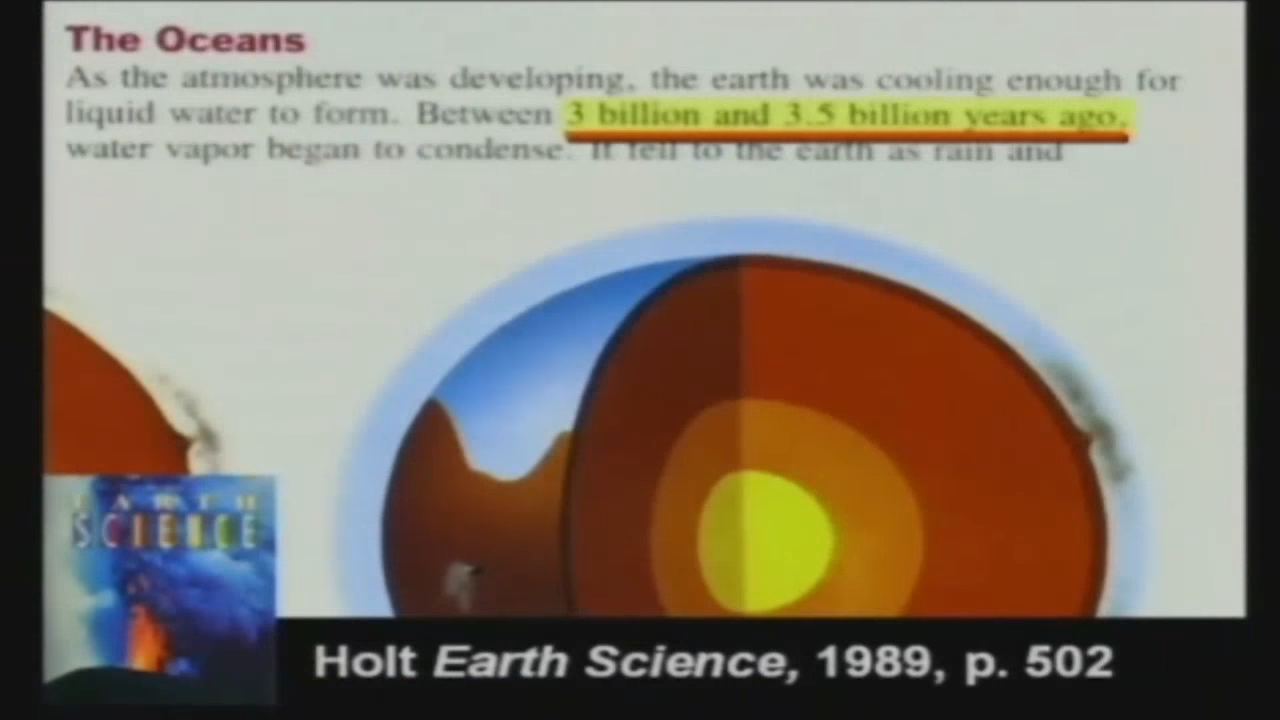 The Oceans
As the atmosphere was developing, the earth was cooling enough for
liquid water to form. Between 3 billion and 3.5 billion years ago,
water vapor began to condense. It fell to the earth as rain and
EARTH
SCIENCE
Holt Earth Science, 1989, p. 502